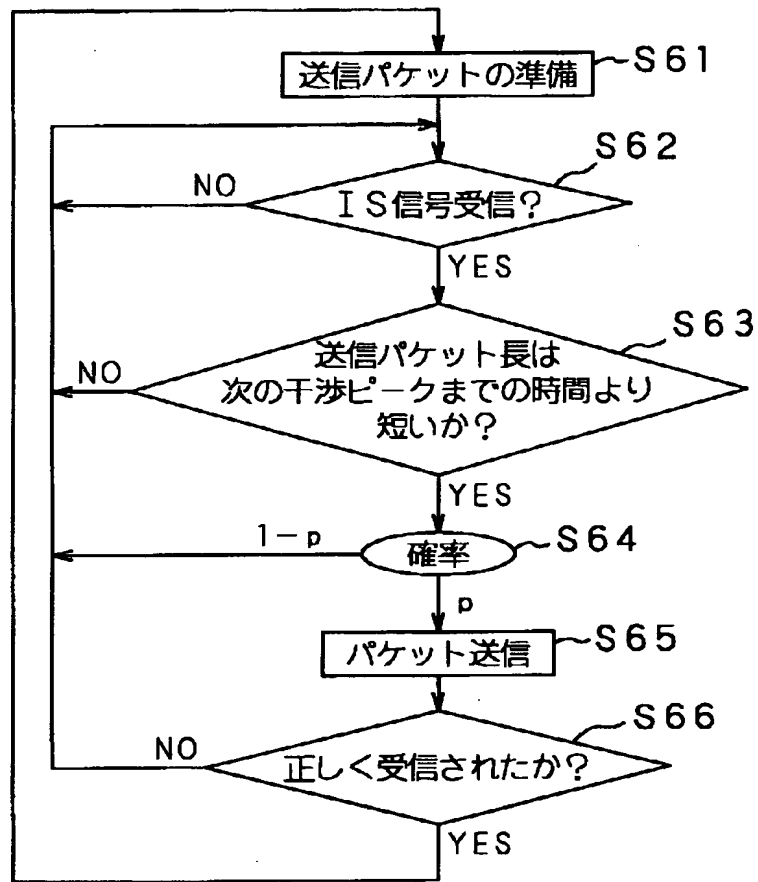 送信パケットの準備
S61
S62
NO
IS信号受信?
YES
S63
送信パケット長は
NO
次の干渉ピークまでの時間より
短いか?
YES
1-p
確率
S64
p
パケット送信
S65
S66
NO
正しく受信されたか?
YES